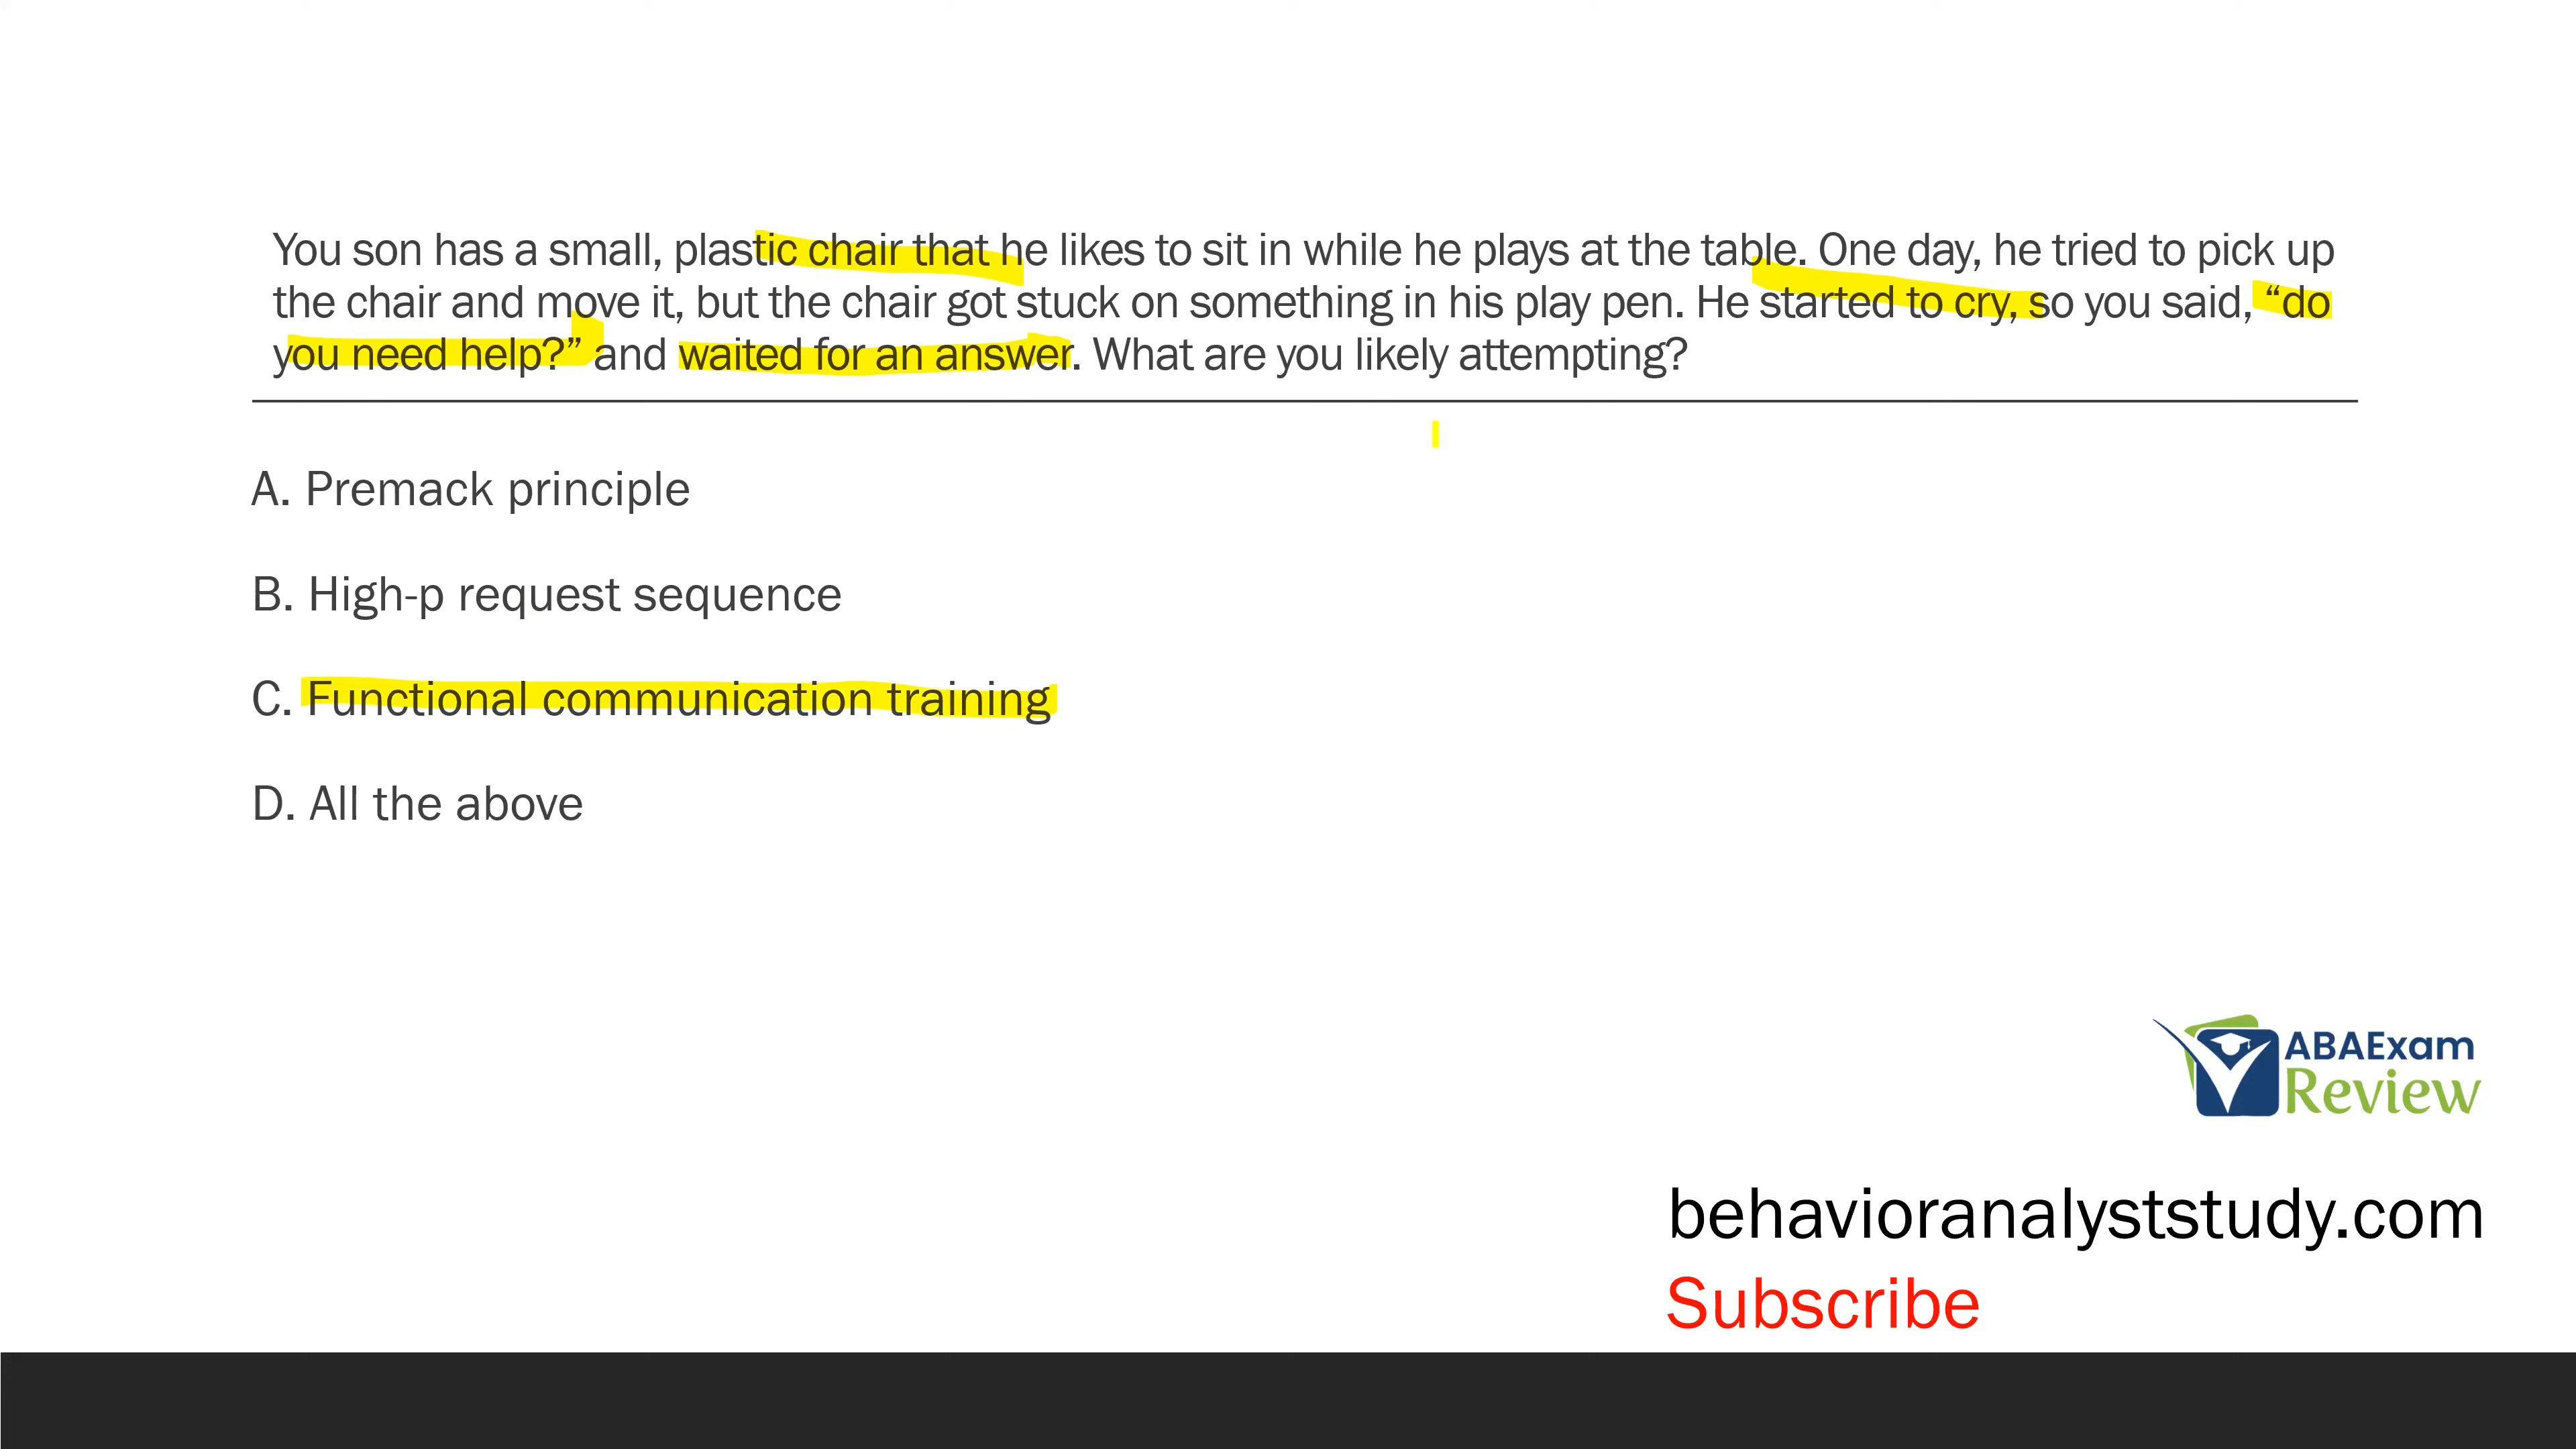 You son has a small, plastic chair that he likes to sit in while he plays at the table. One day, he tried to pick up
the chair and move it, but the chair got stuck on something in his play pen. He started to cry, so you said, “do
you need help?” and waited for an answer. What are you likely attempting?
A. Premack principle
B. High-p request sequence
C. Functional communication training
D. All the above
ABAExam
Review
behavioranalyststudy.com
Subscribe